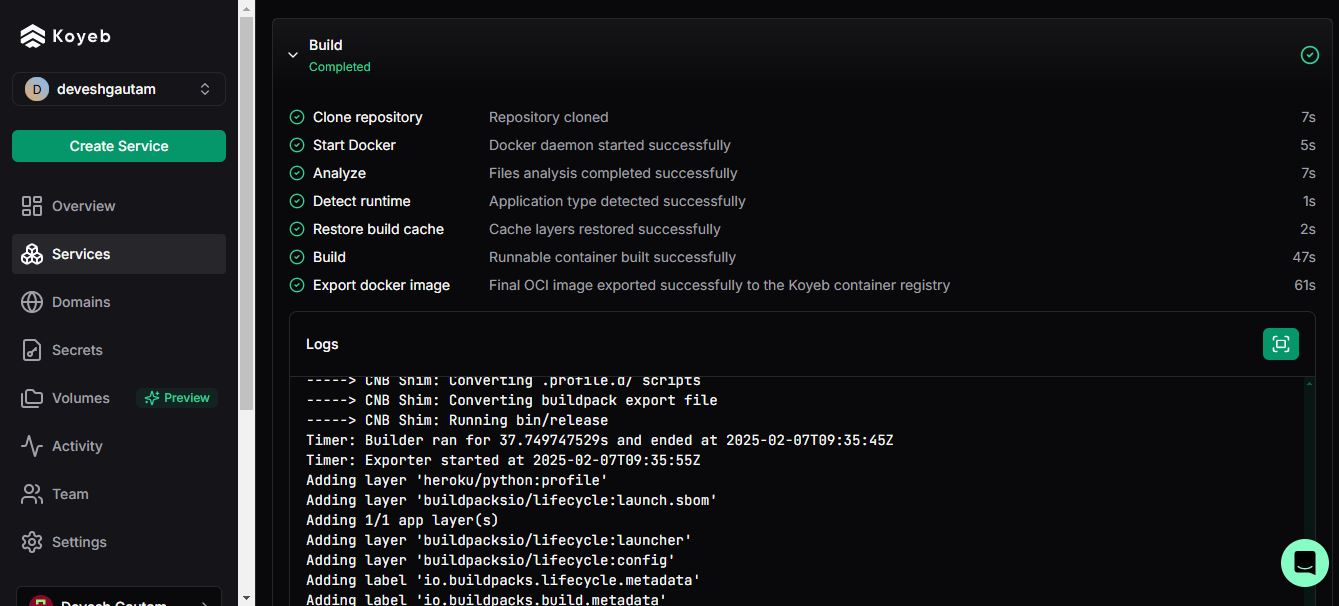 Koyeb
D deveshgautam
Create Service
Overview
Services
Domains
Secrets
Volumes Preview
Activity
Team
Settings
Devesh Gautam
Build
Completed
Clone repository Repository cloned 7s
Start Docker Docker daemon started successfully 5s
Analyze Files analysis completed successfully 7s
Detect runtime Application type detected successfully 1s
Restore build cache Cache layers restored successfully 2s
Build Runnable container built successfully 47s
Export docker image Final OCI image exported successfully to the Koyeb container registry 61s
Logs
-----> CNB Shim: Converting .profile.d/ scripts
-----> CNB Shim: Converting buildpack export file
-----> CNB Shim: Running bin/release
Timer: Builder ran for 37.749747529s and ended at 2025-02-07T09:35:45Z
Timer: Exporter started at 2025-02-07T09:35:55Z
Adding layer 'heroku/python:profile'
Adding layer 'buildpacksio/lifecycle:launch.sbom'
Adding 1/1 app layer(s)
Adding layer 'buildpacksio/lifecycle:launcher'
Adding layer 'buildpacksio/lifecycle:config'
Adding label 'io.buildpacks.lifecycle.metadata'
Adding label 'io.buildpacks.build.metadata'